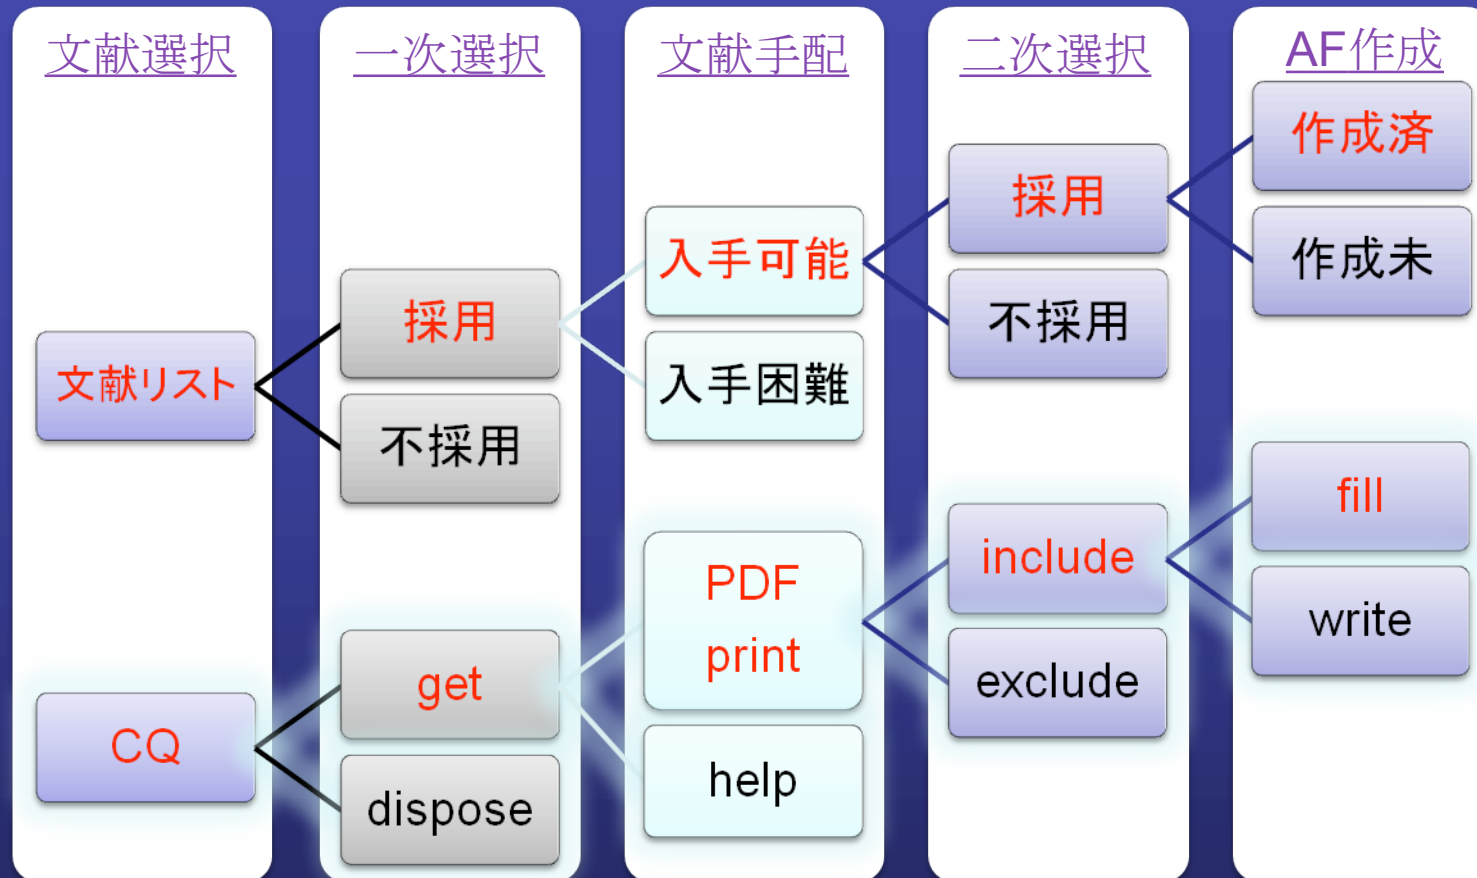 文献選択
一次選択
文献手配
二次選択
AF作成
文献リスト
採用
不採用
入手可能
入手困難
採用
不採用
作成済
作成未
CQ
get
dispose
PDF
print
help
include
exclude
fill
write